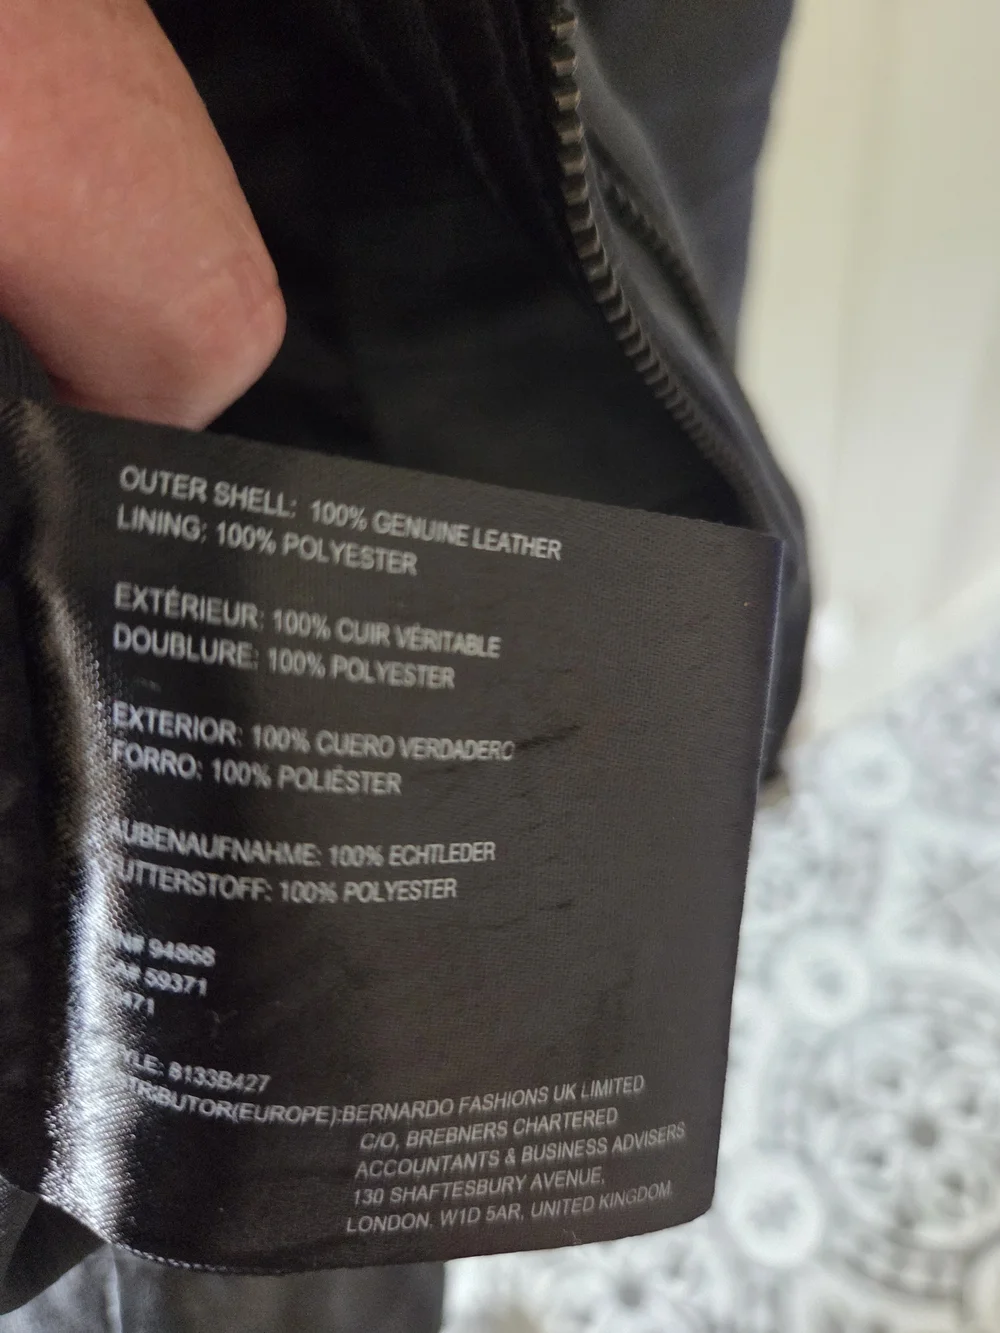 OUTER SHELL: 100% GENUINE LEATHER
LINING: 100% POLYESTER
EXTÉRIEUR: 100% CUIR VÉRITABLE
DOUBLURE: 100% POLYESTER
EXTERIOR: 100% CUERO VERDADERO
FORRO: 100% POLIÉSTER
AUBENAUFNAHME: 100% ECHTLEDER
UTTERSTOFF: 100% POLYESTER
N# 94868
A# 59371
471
YLE: 8133B427
TRIBUTOR(EUROPE):BERNARDO FASHIONS UK LIMITED
C/O, BREBNERS CHARTERED
ACCOUNTANTS & BUSINESS ADVISERS
130 SHAFTESBURY AVENUE,
LONDON. W1D 5AR, UNITED KINGDOM